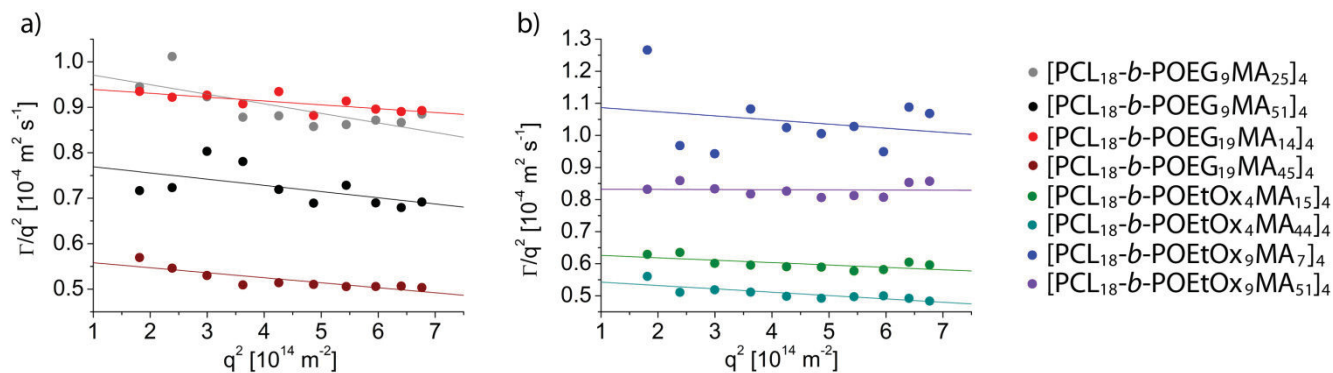 a)
b)
1.0
0.9
0.8
0.7
0.6
0.5
Γ/q² [10⁻⁴ m² s⁻¹]
1 2 3 4 5 6 7
q² [10¹⁴ m⁻²]
1.3
1.2
1.1
1.0
0.9
0.8
0.7
0.6
0.5
Γ/q² [10⁻⁴ m² s⁻¹]
1 2 3 4 5 6 7
q² [10¹⁴ m⁻²]
[PCL₁₈-b-POEG₉MA₂₅]₄
[PCL₁₈-b-POEG₉MA₅₁]₄
[PCL₁₈-b-POEG₁₉MA₁₄]₄
[PCL₁₈-b-POEG₁₉MA₄₅]₄
[PCL₁₈-b-POEtOx₄MA₁₅]₄
[PCL₁₈-b-POEtOx₄MA₄₄]₄
[PCL₁₈-b-POEtOx₉MA₇]₄
[PCL₁₈-b-POEtOx₉MA₅₁]₄